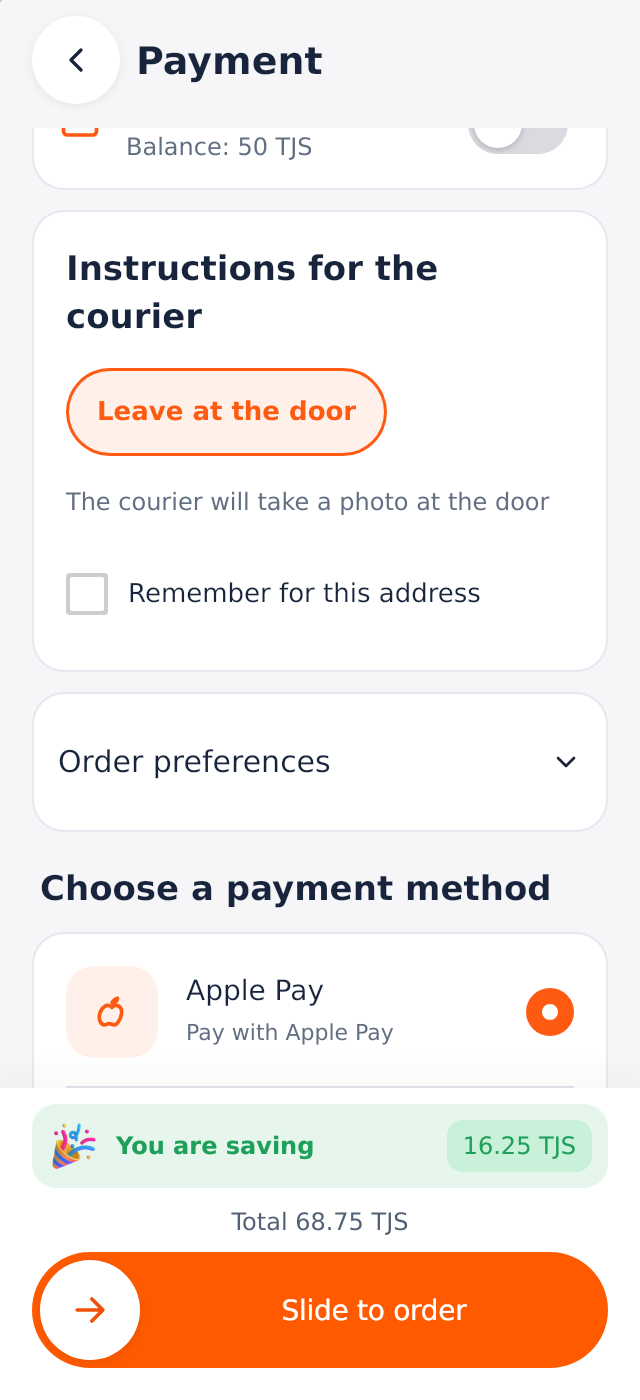 Payment
Balance: 50 TJS
Instructions for the
courier
Leave at the door
The courier will take a photo at the door
Remember for this address
Order preferences
Choose a payment method
Apple Pay
Pay with Apple Pay
You are saving
16.25 TJS
Total 68.75 TJS
Slide to order